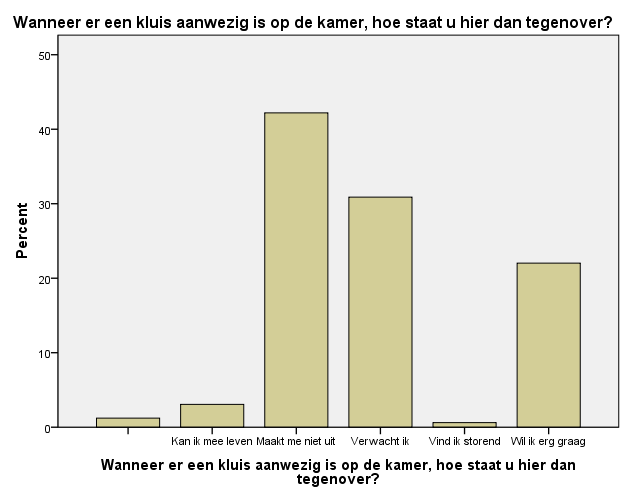 Wanneer er een kluis aanwezig is op de kamer, hoe staat u hier dan tegenover?
50
40
30
20
10
0
Percent
Kan ik mee leven Maakt me niet uit Verwacht ik Vind ik storend Wil ik erg graag
Wanneer er een kluis aanwezig is op de kamer, hoe staat u hier dan
tegenover?